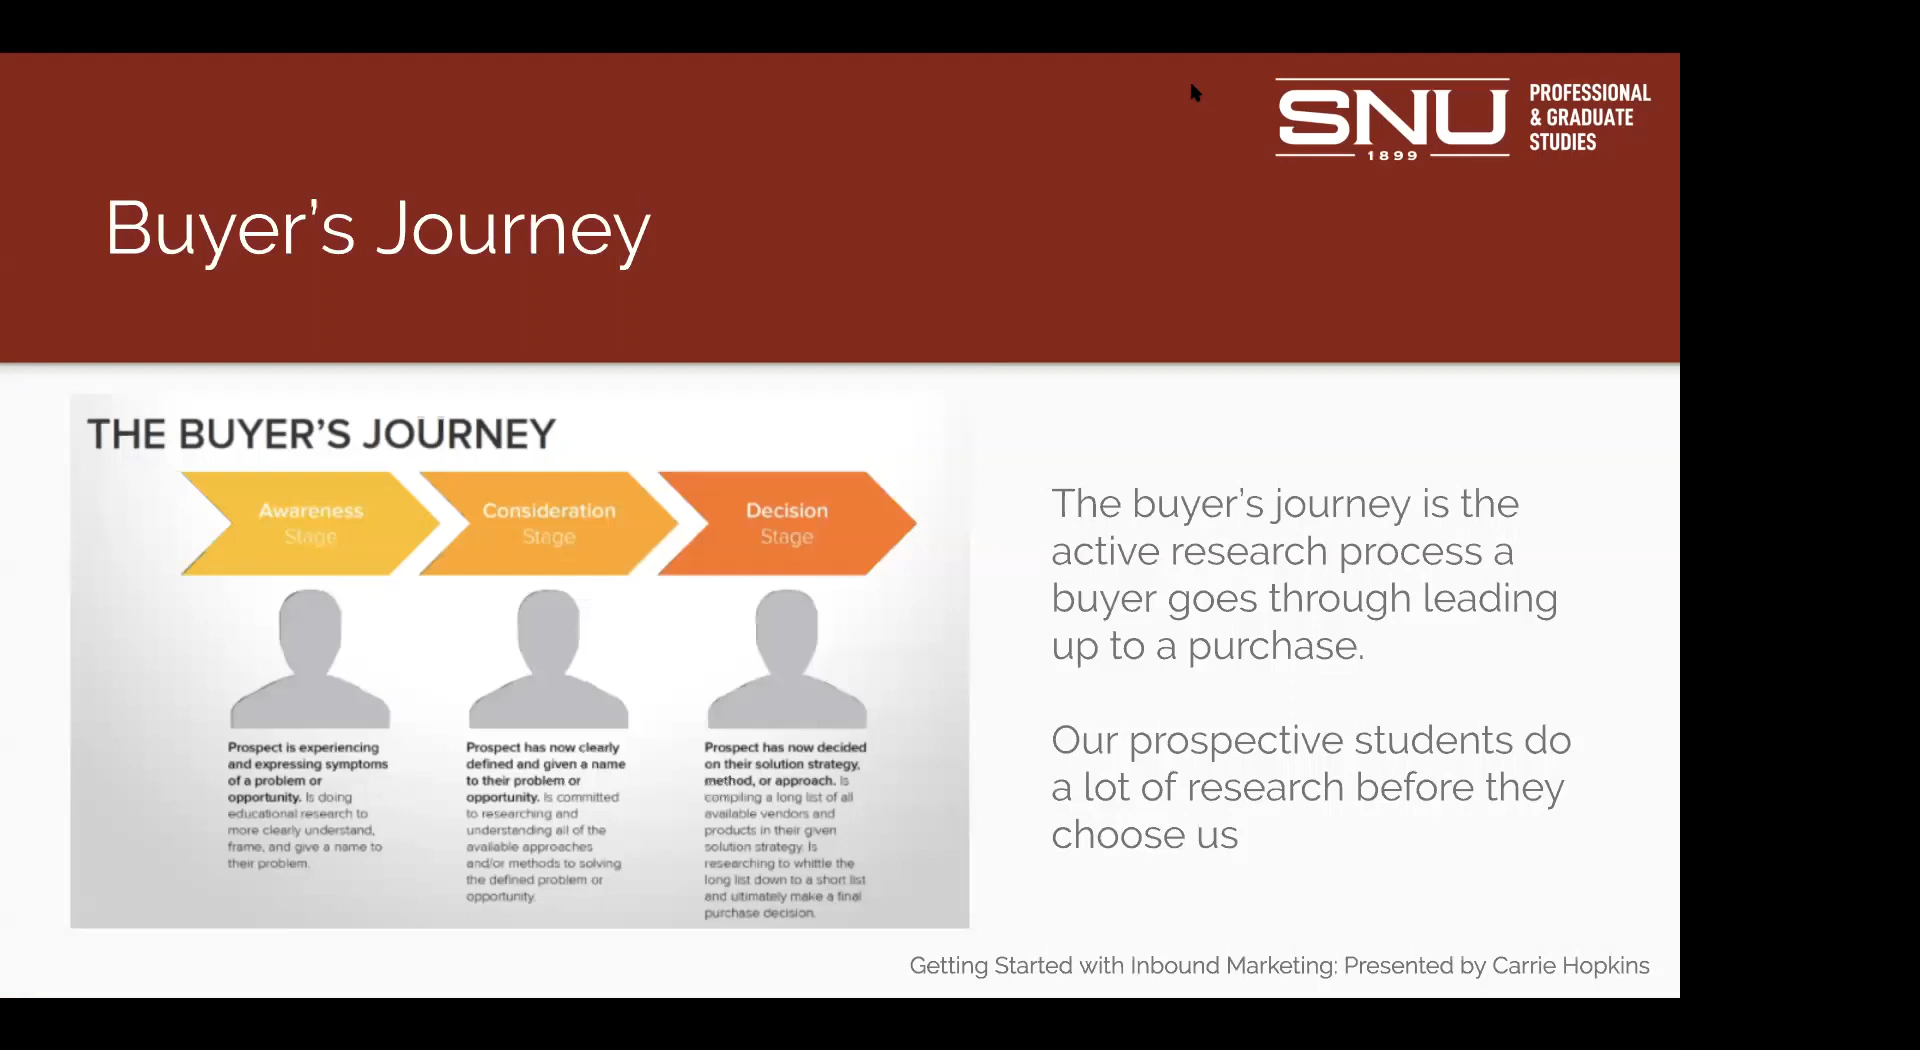 SNU
1899
PROFESSIONAL
& GRADUATE
STUDIES
Buyer's Journey
THE BUYER'S JOURNEY
Awareness
Stage
Consideration
Stage
Decision
Stage
Prospect is experiencing
and expressing symptoms
of a problem or
opportunity. Is doing
educational research to
more clearly understand,
frame, and give a name to
their problem.
Prospect has now clearly
defined and given a name
to their problem or
opportunity. Is committed
to researching and
understanding all of the
available approaches
and/or methods to solving
the defined problem or
opportunity.
Prospect has now decided
on their solution strategy,
method, or approach. Is
compiling a long list of all
available vendors and
products in their given
solution strategy. Is
researching to whittle the
long list down to a short list
and ultimately make a final
purchase decision.
The buyer's journey is the
active research process a
buyer goes through leading
up to a purchase.
Our prospective students do
a lot of research before they
choose us
Getting Started with Inbound Marketing: Presented by Carrie Hopkins